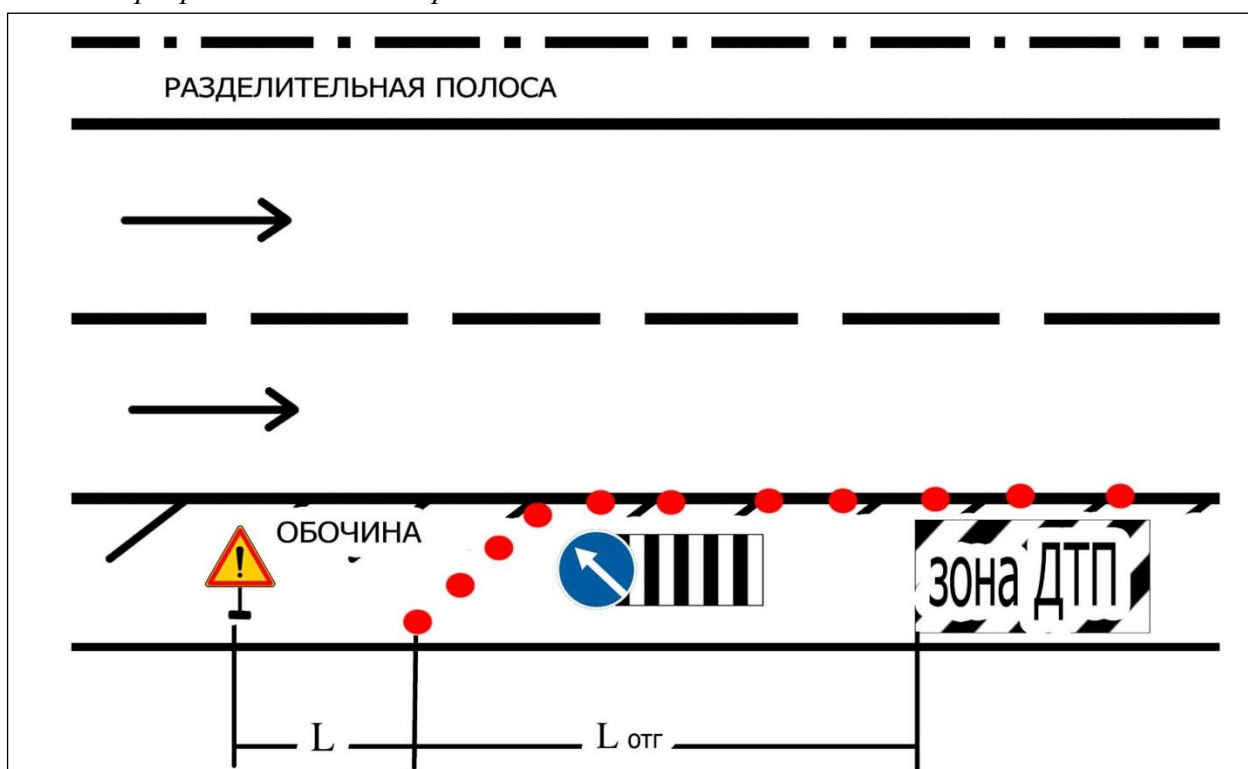 РАЗДЕЛИТЕЛЬНАЯ ПОЛОСА
ОБОЧИНА
!
зона ДТП
L
L отг